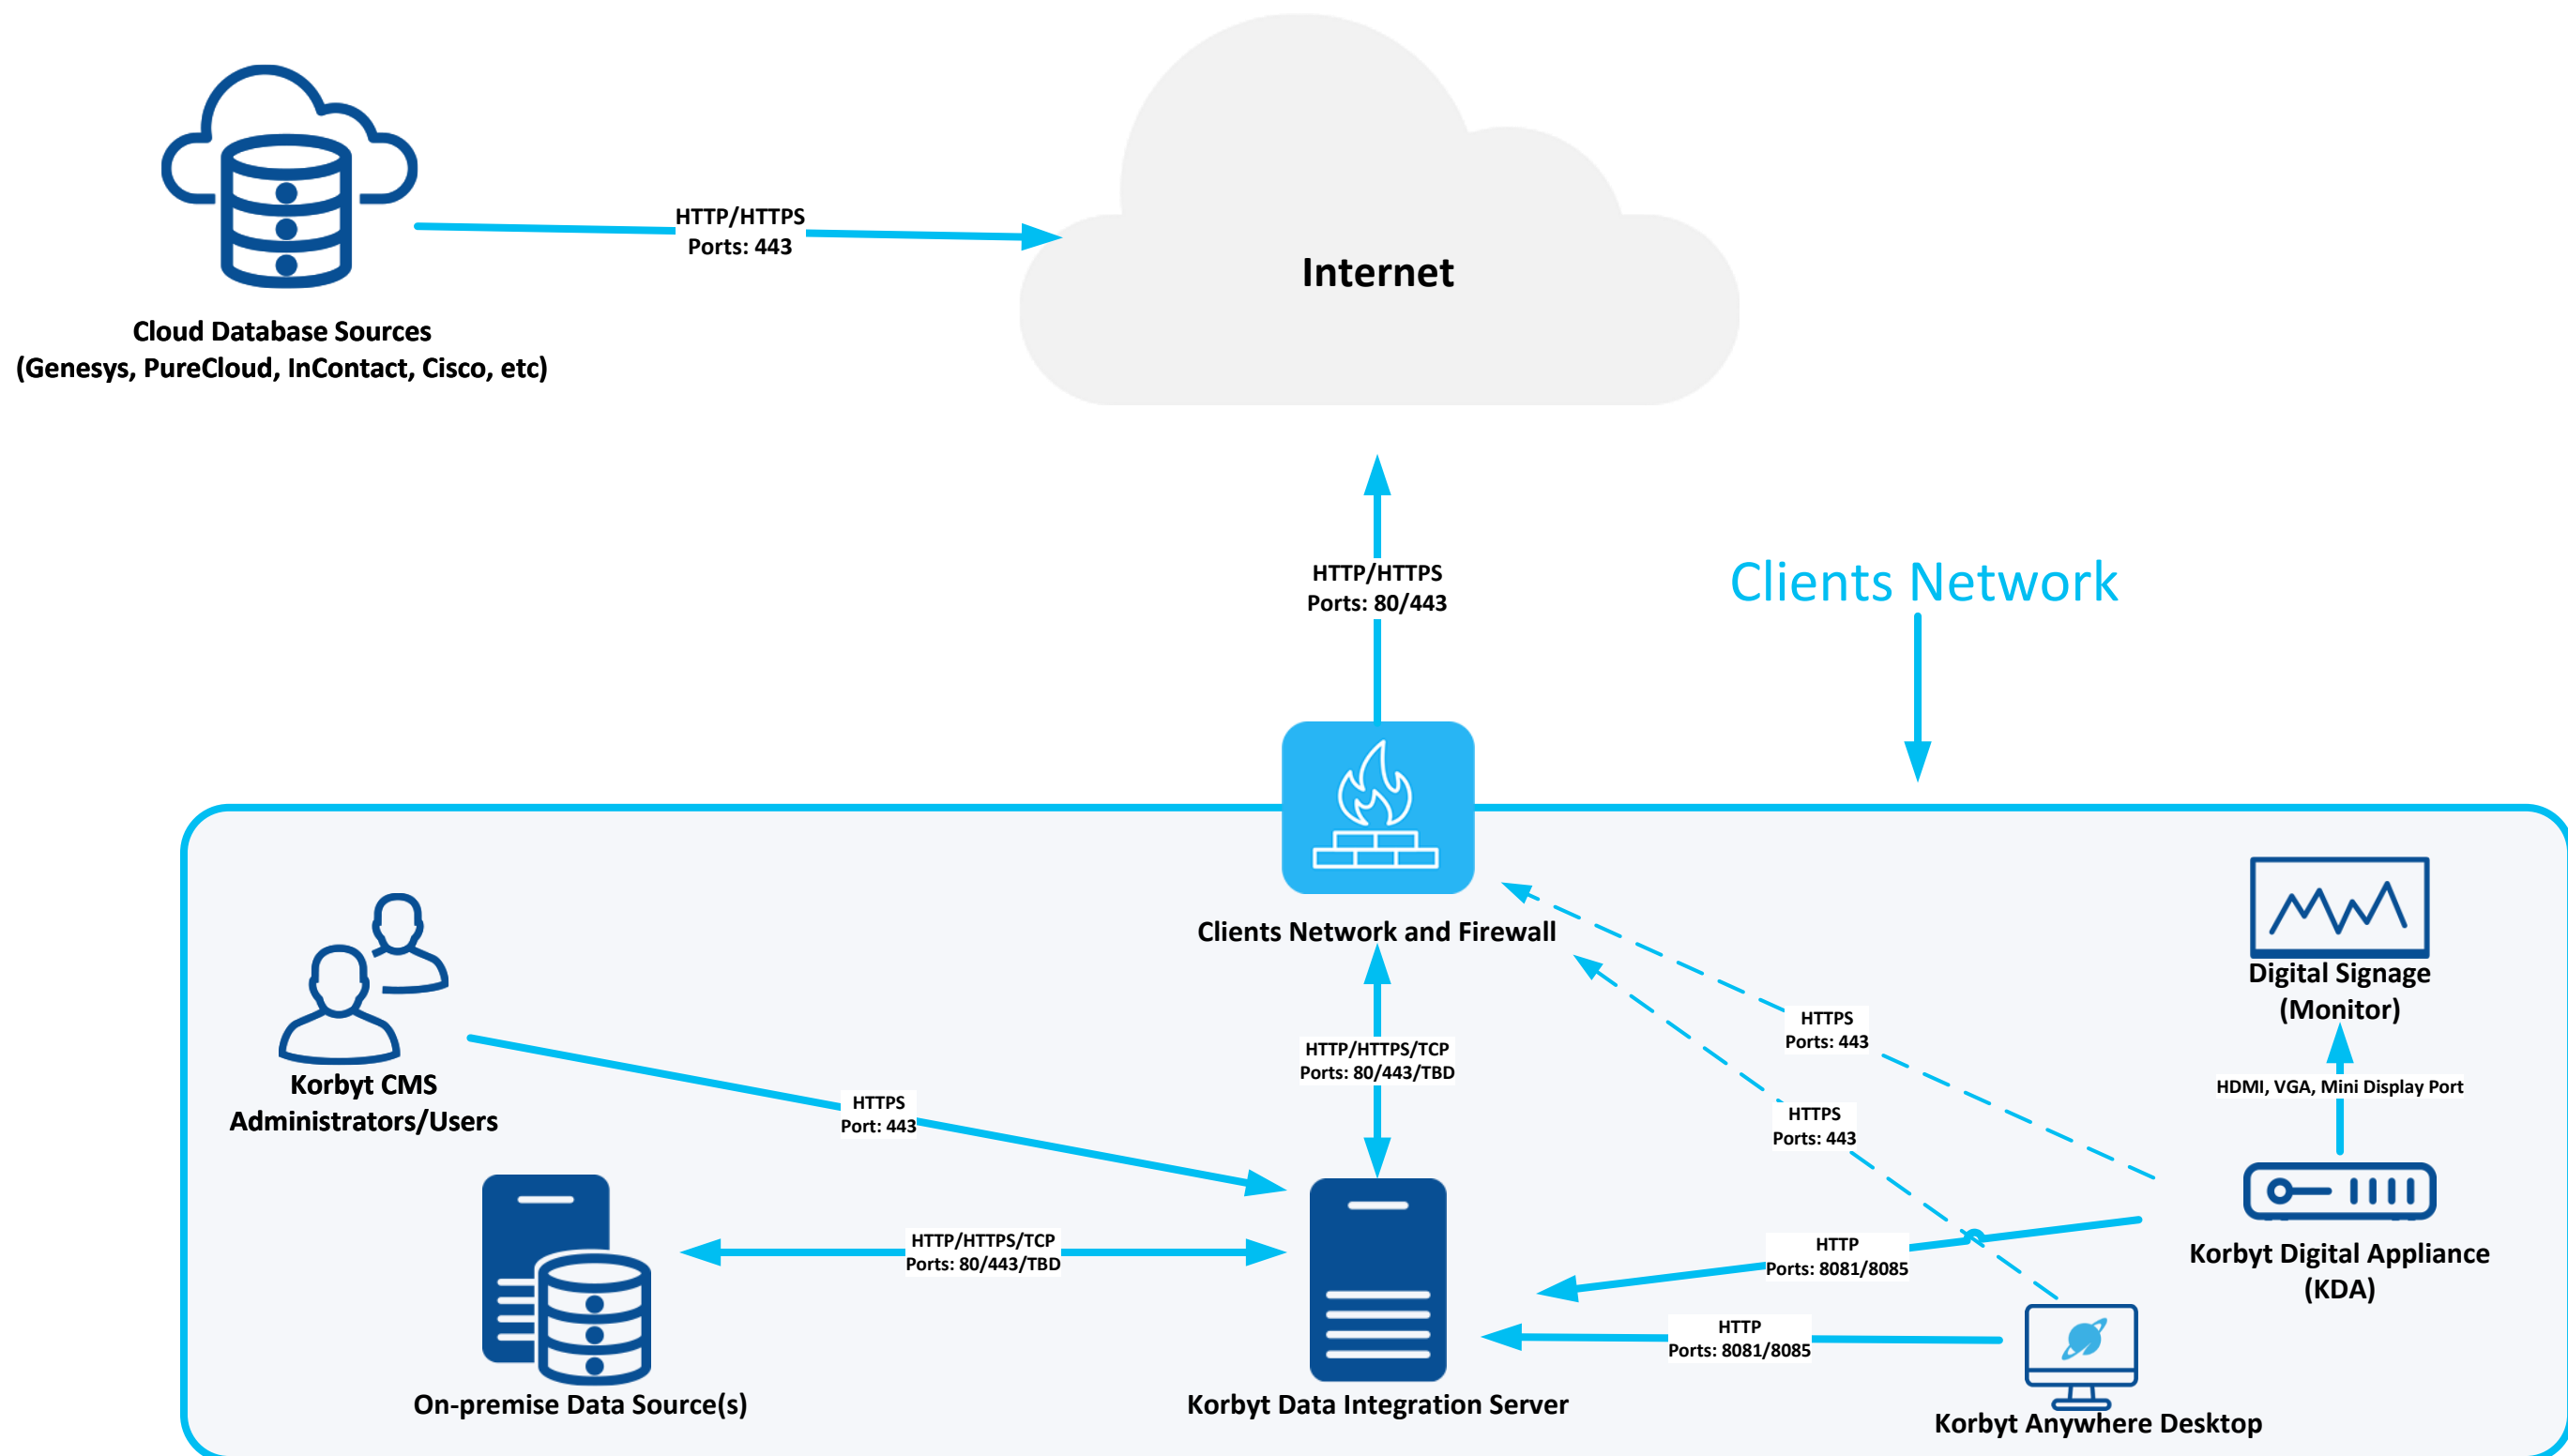 HTTP/HTTPS
Ports: 443
Internet
Cloud Database Sources
(Genesys, PureCloud, InContact, Cisco, etc)
HTTP/HTTPS
Ports: 80/443
Clients Network
Clients Network and Firewall
Digital Signage
(Monitor)
HTTPS
Ports: 443
HTTP/HTTPS/TCP
Ports: 80/443/TBD
HDMI, VGA, Mini Display Port
Korbyt CMS
Administrators/Users
HTTPS
Port: 443
HTTPS
Ports: 443
HTTP/HTTPS/TCP
Ports: 80/443/TBD
HTTP
Ports: 8081/8085
Korbyt Digital Appliance
(KDA)
HTTP
Ports: 8081/8085
On-premise Data Source(s)
Korbyt Data Integration Server
Korbyt Anywhere Desktop